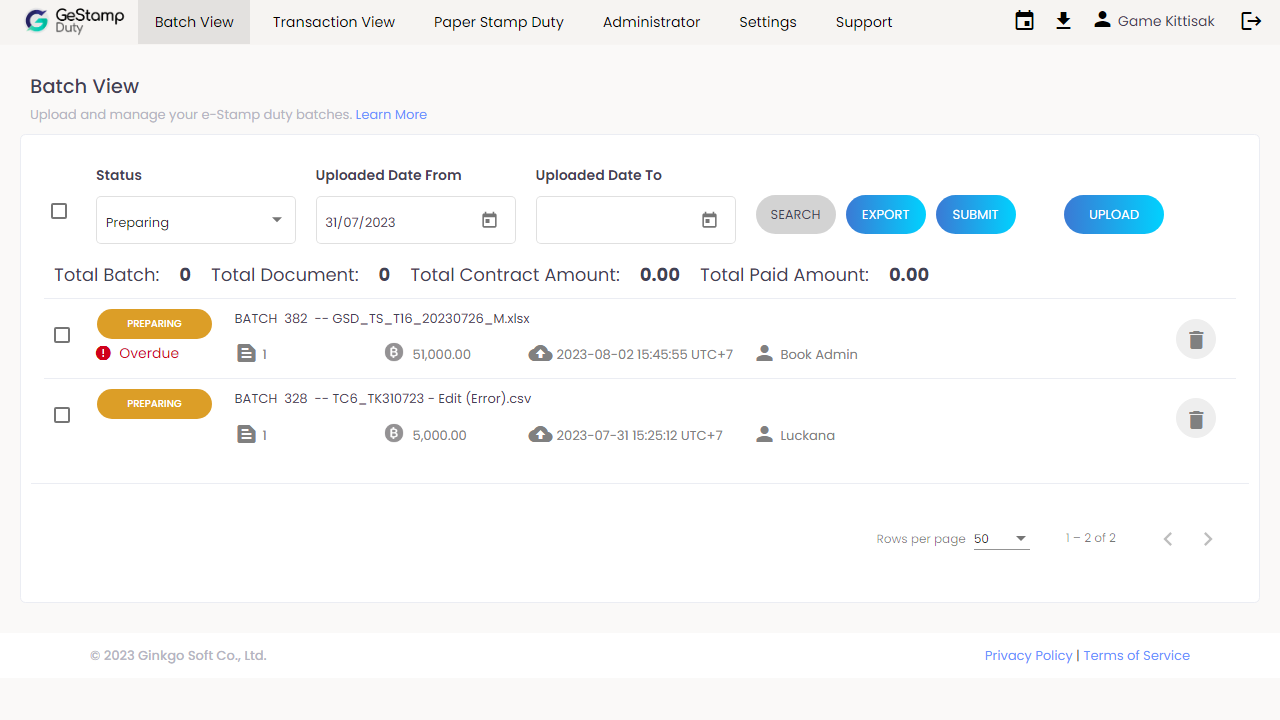 GeStamp Duty
Batch View Transaction View Paper Stamp Duty Administrator Settings Support Game Kittisak
Batch View
Upload and manage your e-Stamp duty batches. Learn More
Status Uploaded Date From Uploaded Date To
Preparing 31/07/2023 SEARCH EXPORT SUBMIT UPLOAD
Total Batch: 0 Total Document: 0 Total Contract Amount: 0.00 Total Paid Amount: 0.00
PREPARING BATCH 382 -- GSD_TS_T16_20230726_M.xlsx
Overdue 1 51,000.00 2023-08-02 15:45:55 UTC+7 Book Admin
PREPARING BATCH 328 -- TC6_TK310723 - Edit (Error).csv
1 5,000.00 2023-07-31 15:25:12 UTC+7 Luckana
Rows per page 50 1 – 2 of 2
© 2023 Ginkgo Soft Co., Ltd. Privacy Policy | Terms of Service